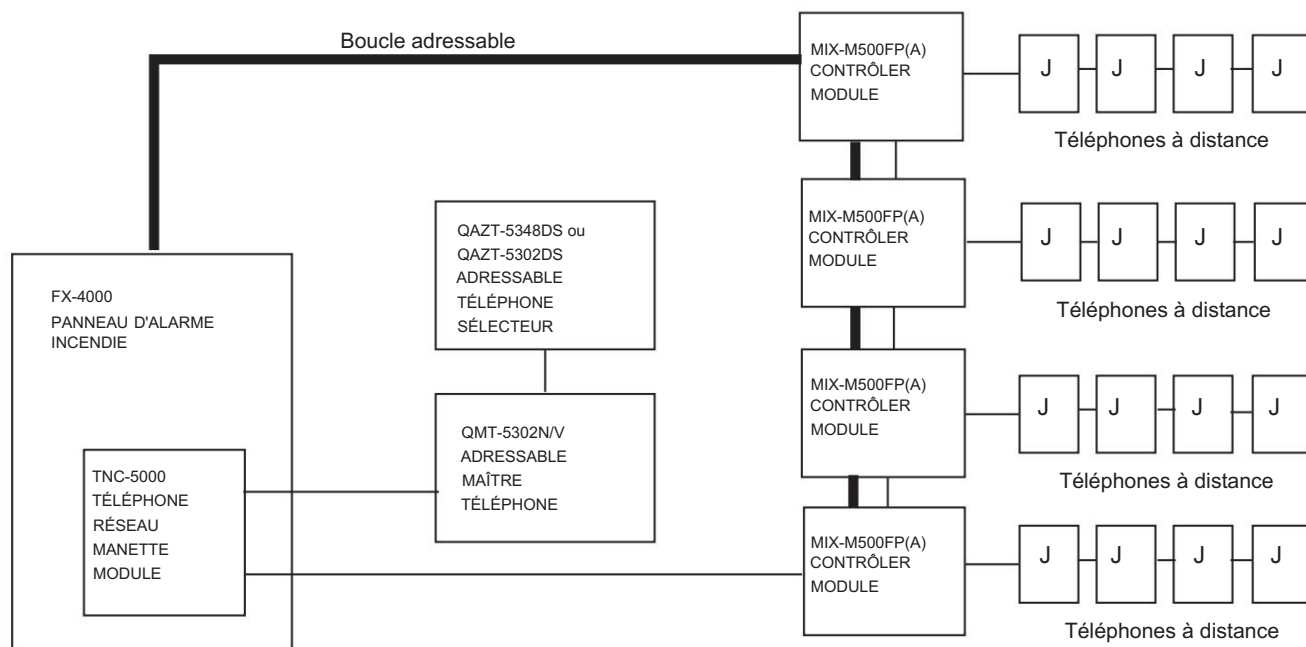 Boucle adressable
MIX-M500FP(A)
CONTRÔLER
MODULE
J J J J
Téléphones à distance
MIX-M500FP(A)
CONTRÔLER
MODULE
J J J J
Téléphones à distance
QAZT-5348DS ou
QAZT-5302DS
ADRESSABLE
TÉLÉPHONE
SÉLECTEUR
FX-4000
PANNEAU D'ALARME
INCENDIE
MIX-M500FP(A)
CONTRÔLER
MODULE
J J J J
Téléphones à distance
QMT-5302N/V
ADRESSABLE
MAÎTRE
TÉLÉPHONE
TNC-5000
TÉLÉPHONE
RÉSEAU
MANETTE
MODULE
MIX-M500FP(A)
CONTRÔLER
MODULE
J J J J
Téléphones à distance